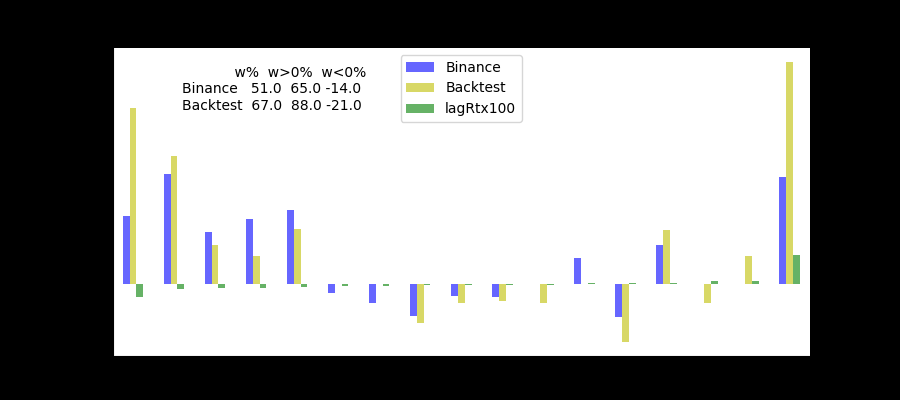 w% w>0% w<0%
Binance 51.0 65.0 -14.0
Backtest 67.0 88.0 -21.0
Binance
Backtest
lagRtx100